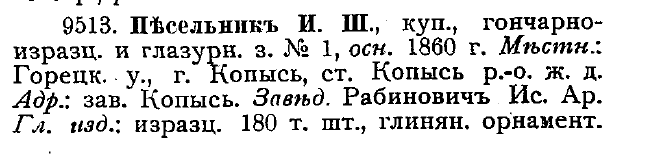 9513. Пѣсельникъ И. Ш., куп., гончарно-
изразц. и глазурн. з. № 1, осн. 1860 г. Мѣстн.:
Горецк. у., г. Копысь, ст. Копысь р.-о. ж. д.
Адр.: зав. Копысь. Завѣд. Рабиновичъ Ис. Ар.
Гл. изд.: изразц. 180 т. шт., глинян. орнамент.